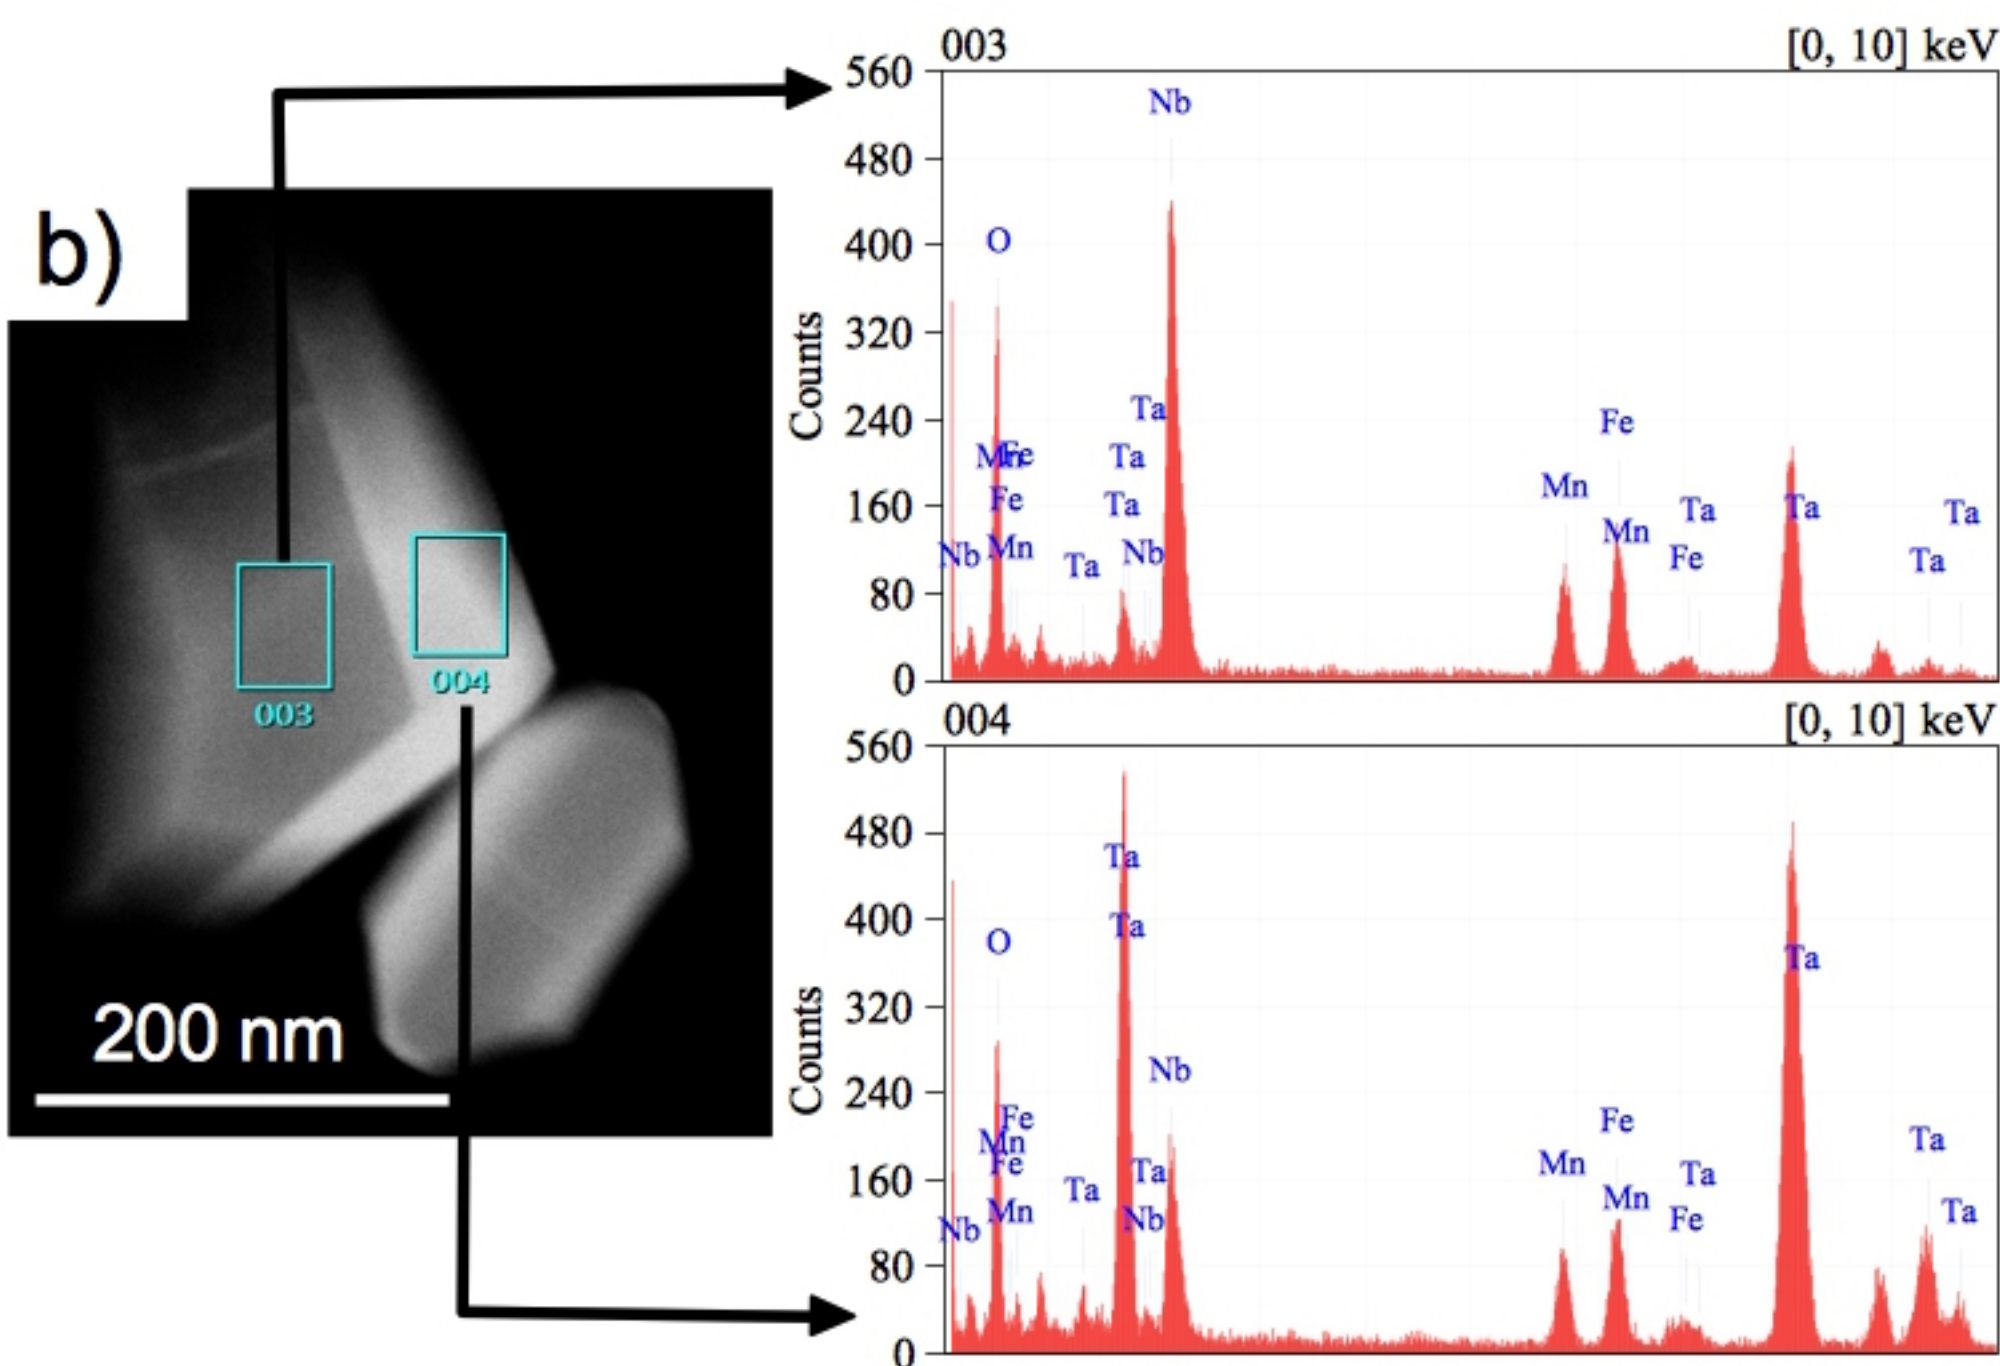 b)
003
004
200 nm
003 [0, 10] keV
Counts
560
480
400
320
240
160
80
0
Nb
O
Ta
Mn Fe
Ta
Fe
Ta
Nb
Mn
Ta
Nb
Fe
Mn
Mn
Ta
Fe
Ta
Ta
Ta
004 [0, 10] keV
Counts
560
480
400
320
240
160
80
0
Ta
Ta
O
Nb
Fe
Mn
Fe
Ta
Ta
Nb
Mn
Nb
Ta
Fe
Mn
Mn
Ta
Fe
Ta
Ta